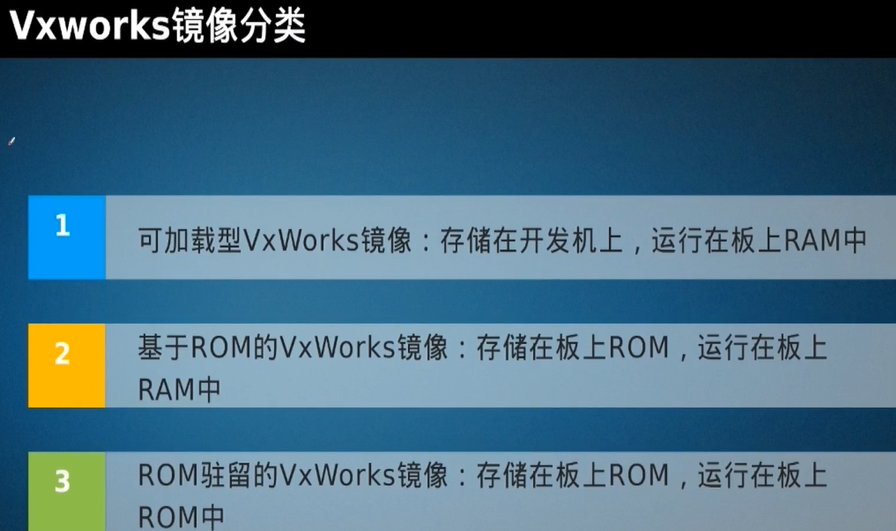 Vxworks镜像分类
1
可加载型VxWorks镜像：存储在开发机上，运行在板上RAM中
2
基于ROM的VxWorks镜像：存储在板上ROM，运行在板上
RAM中
3
ROM驻留的VxWorks镜像：存储在板上ROM，运行在板上
ROM中